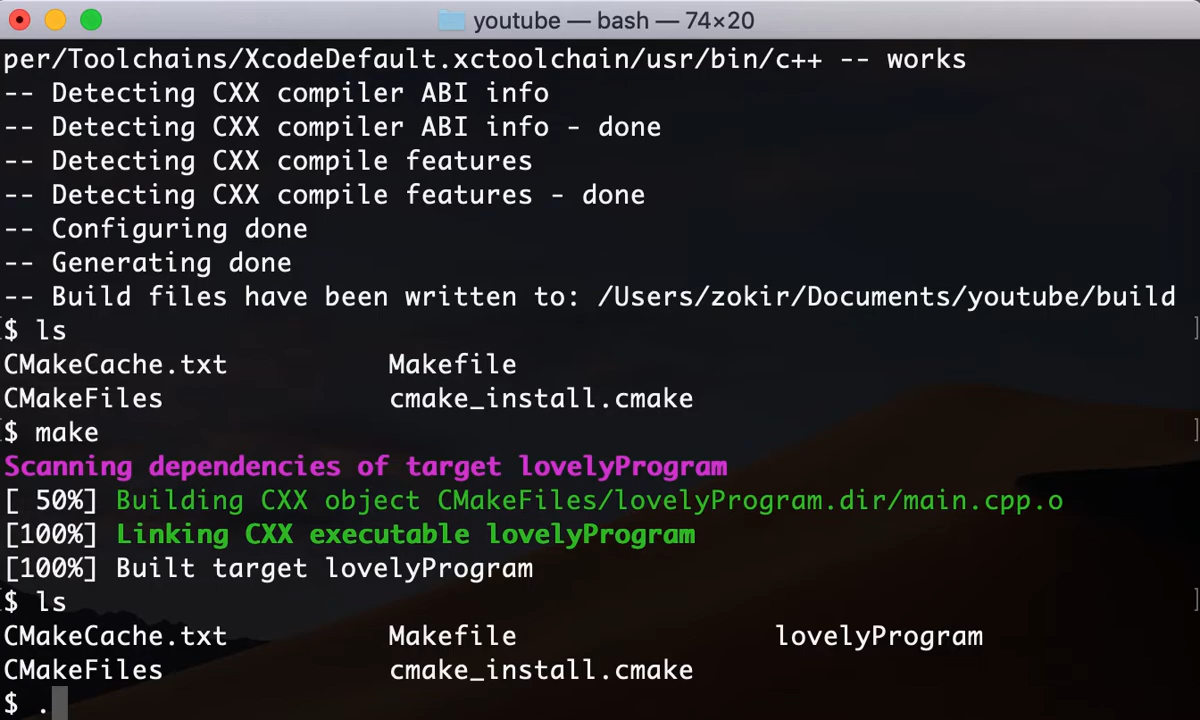 youtube — bash — 74×20
per/Toolchains/XcodeDefault.xctoolchain/usr/bin/c++ -- works
-- Detecting CXX compiler ABI info
-- Detecting CXX compiler ABI info - done
-- Detecting CXX compile features
-- Detecting CXX compile features - done
-- Configuring done
-- Generating done
-- Build files have been written to: /Users/zokir/Documents/youtube/build
[$ ls ]
CMakeCache.txt Makefile
CMakeFiles cmake_install.cmake
[$ make ]
Scanning dependencies of target lovelyProgram
[ 50%] Building CXX object CMakeFiles/lovelyProgram.dir/main.cpp.o
[100%] Linking CXX executable lovelyProgram
[100%] Built target lovelyProgram
[$ ls ]
CMakeCache.txt Makefile lovelyProgram
CMakeFiles cmake_install.cmake
$ .